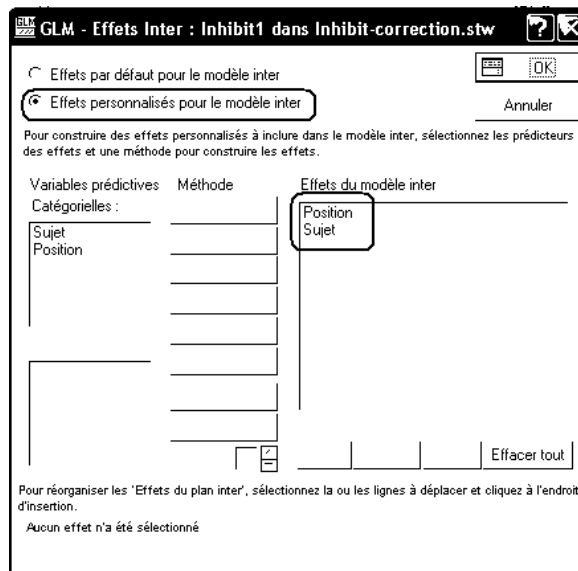 GLM - Effets Inter : Inhibit1 dans Inhibit-correction.stw
Effets par défaut pour le modèle inter
OK
Effets personnalisés pour le modèle inter
Annuler
Pour construire des effets personnalisés à inclure dans le modèle inter, sélectionnez les prédicteurs
des effets et une méthode pour construire les effets.
Variables prédictives Méthode Effets du modèle inter
Catégorielles :
Sujet
Position
Position
Sujet
Effacer tout
Pour réorganiser les 'Effets du plan inter', sélectionnez la ou les lignes à déplacer et cliquez à l'endroit
d'insertion.
Aucun effet n'a été sélectionné